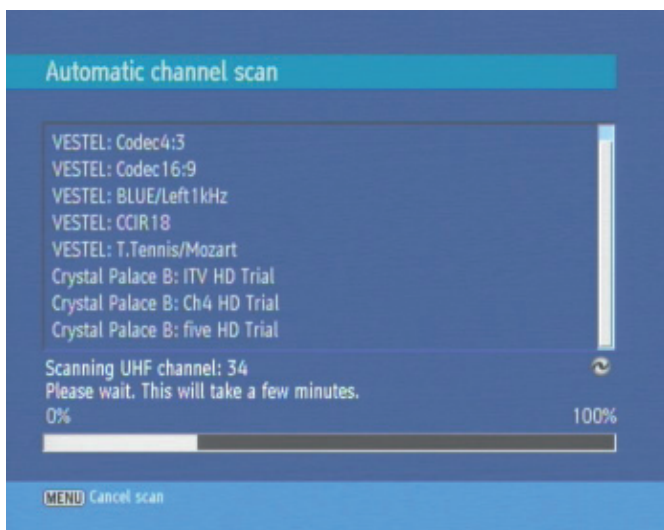 Automatic channel scan
VESTEL: Codec4:3
VESTEL: Codec16:9
VESTEL: BLUE/Left1kHz
VESTEL: CCIR18
VESTEL: T.Tennis/Mozart
Crystal Palace B: ITV HD Trial
Crystal Palace B: Ch4 HD Trial
Crystal Palace B: five HD Trial
Scanning UHF channel: 34
Please wait. This will take a few minutes.
0% 100%
MENU Cancel scan